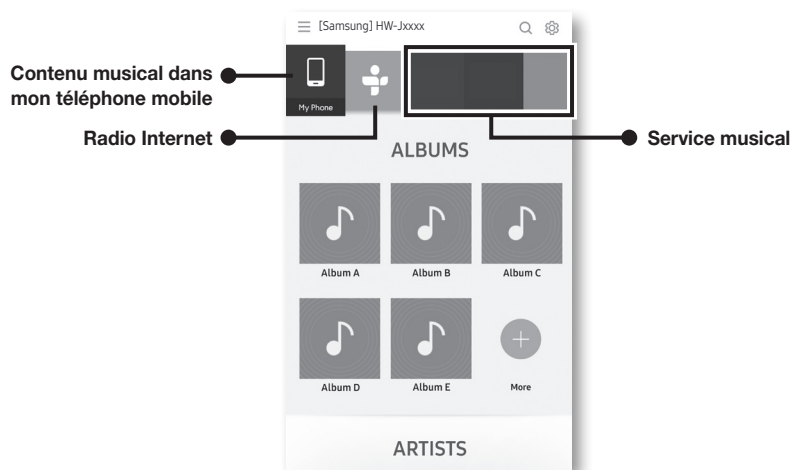 [Samsung] HW-Jxxxx
Contenu musical dans
mon téléphone mobile
My Phone
Radio Internet
Service musical
ALBUMS
Album A
Album B
Album C
Album D
Album E
More
ARTISTS